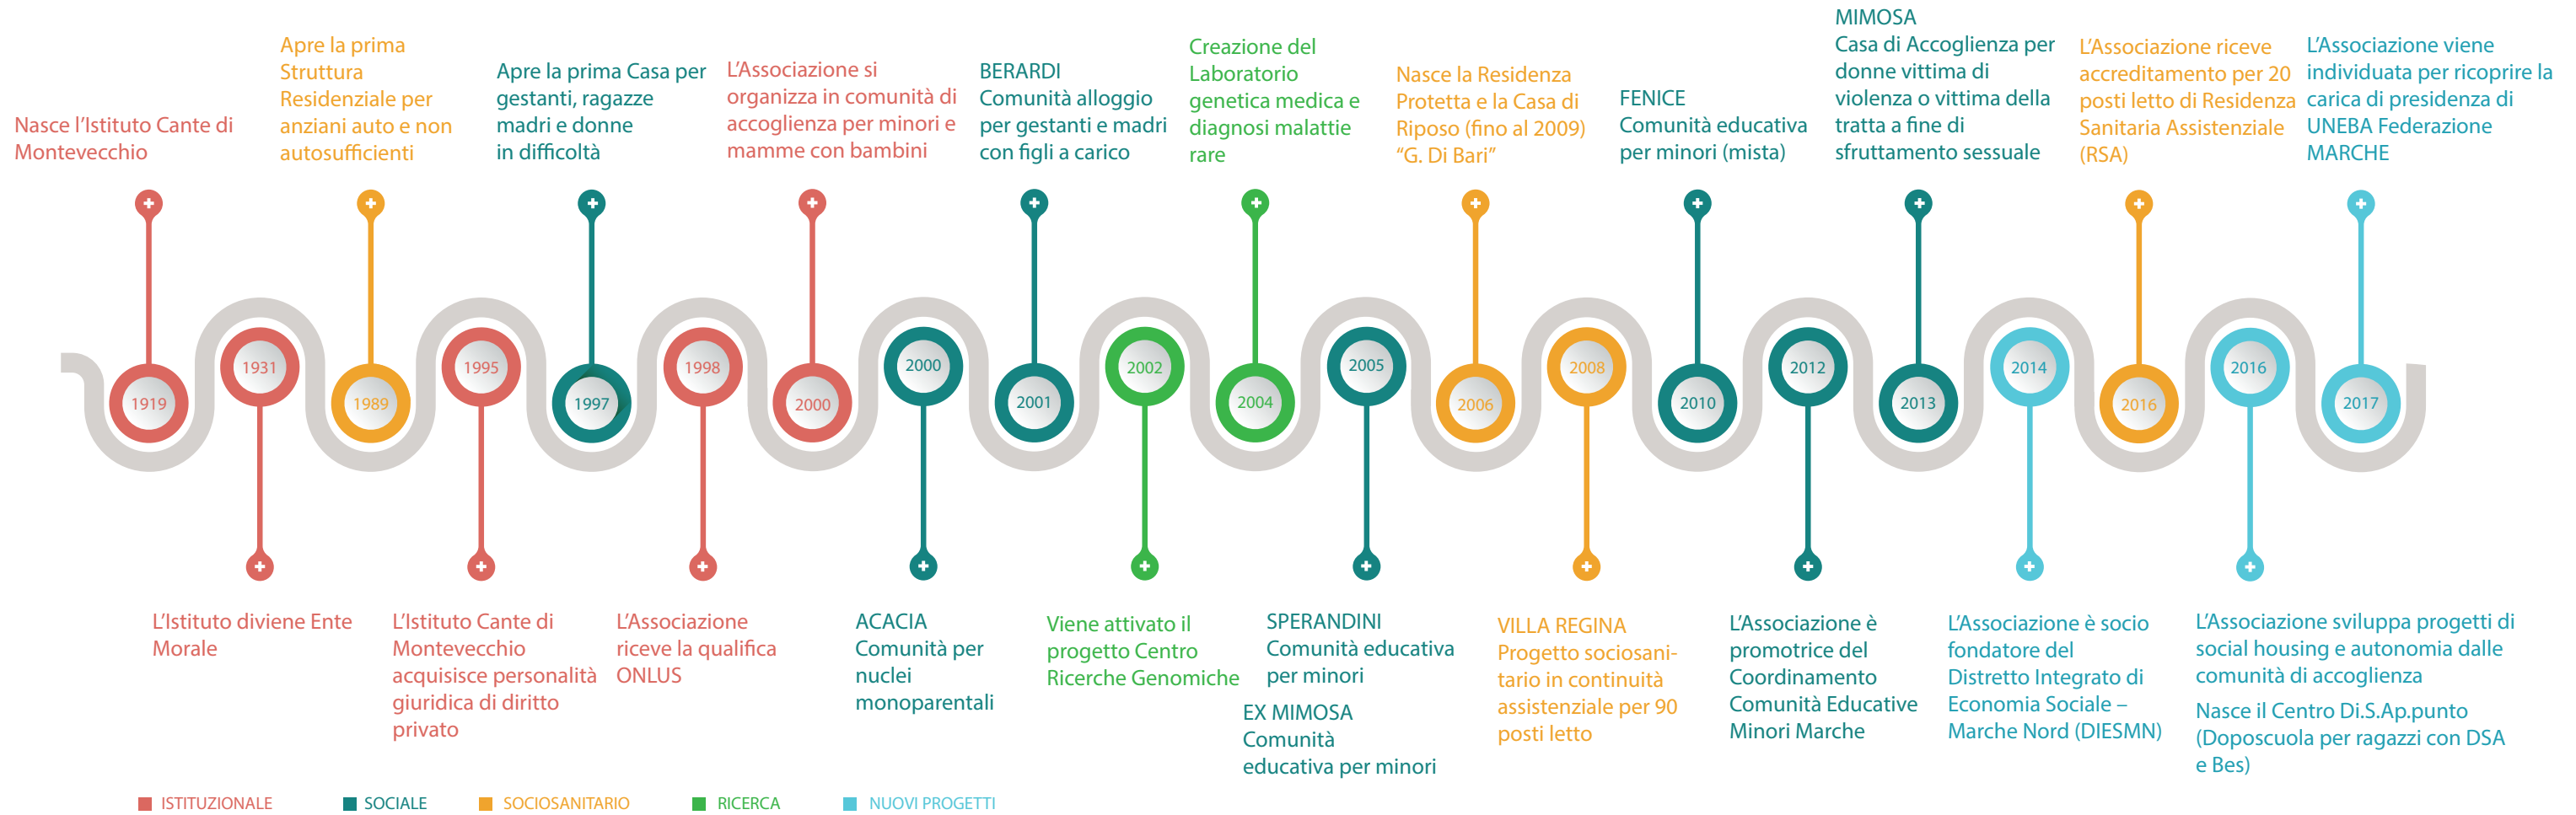 Nasce l'Istituto Cante di
Montevecchio
Apre la prima
Struttura
Residenziale per
anziani auto e non
autosufficienti
Apre la prima Casa per
gestanti, ragazze
madri e donne
in difficoltà
L'Associazione si
organizza in comunità di
accoglienza per minori e
mamme con bambini
BERARDI
Comunità alloggio
per gestanti e madri
con figli a carico
Creazione del
Laboratorio
genetica medica e
diagnosi malattie
rare
Nasce la Residenza
Protetta e la Casa di
Riposo (fino al 2009)
“G. Di Bari”
FENICE
Comunità educativa
per minori (mista)
MIMOSA
Casa di Accoglienza per
donne vittima di
violenza o vittima della
tratta a fine di
sfruttamento sessuale
L'Associazione riceve
accreditamento per 20
posti letto di Residenza
Sanitaria Assistenziale
(RSA)
L'Associazione viene
individuata per ricoprire la
carica di presidenza di
UNEBA Federazione
MARCHE
1919
1931
1989
1995
1997
1998
2000
2000
2001
2002
2004
2005
2006
2008
2010
2012
2013
2014
2016
2016
2017
L'Istituto diviene Ente
Morale
L'Istituto Cante di
Montevecchio
acquisisce personalità
giuridica di diritto
privato
L'Associazione
riceve la qualifica
ONLUS
ACACIA
Comunità per
nuclei
monoparentali
Viene attivato il
progetto Centro
Ricerche Genomiche
SPERANDINI
Comunità educativa
per minori
EX MIMOSA
Comunità
educativa per minori
VILLA REGINA
Progetto sociosani-
tario in continuità
assistenziale per 90
posti letto
L'Associazione è
promotrice del
Coordinamento
Comunità Educative
Minori Marche
L'Associazione è socio
fondatore del
Distretto Integrato di
Economia Sociale –
Marche Nord (DIESMN)
L'Associazione sviluppa progetti di
social housing e autonomia dalle
comunità di accoglienza
Nasce il Centro Di.S.Ap.punto
(Doposcuola per ragazzi con DSA
e Bes)
ISTITUZIONALE
SOCIALE
SOCIOSANITARIO
RICERCA
NUOVI PROGETTI